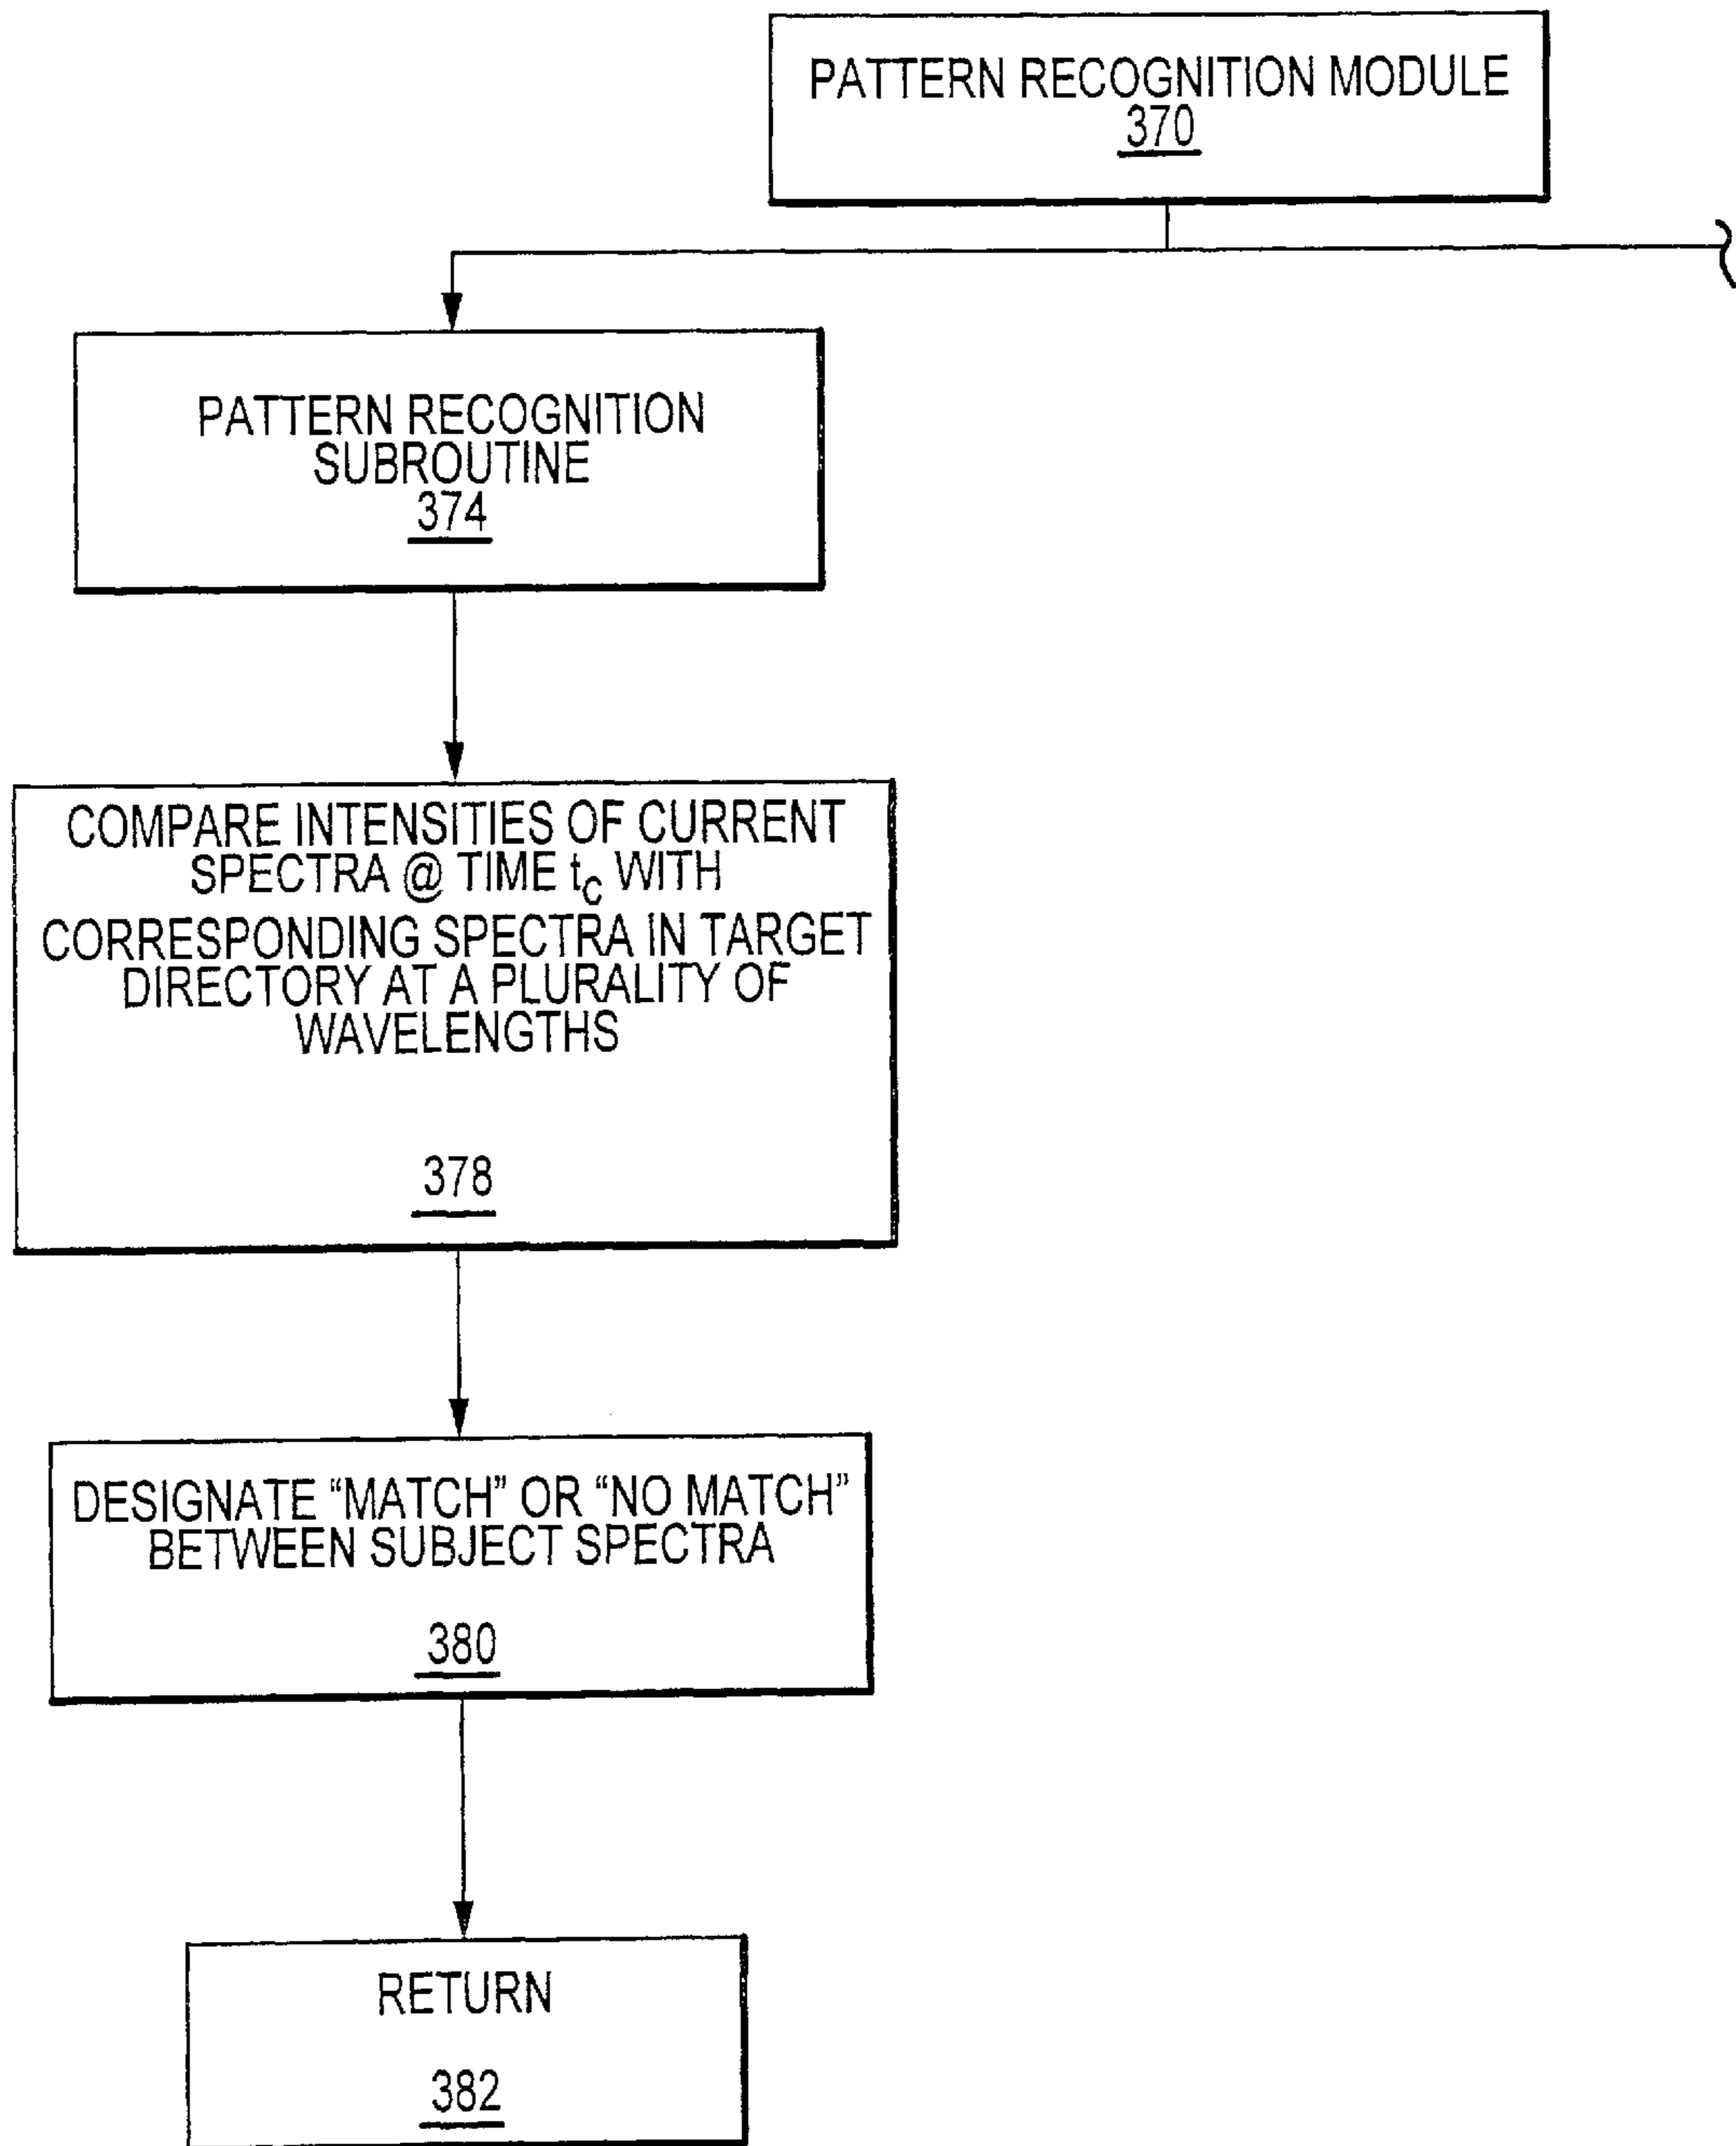 PATTERN RECOGNITION MODULE
370
PATTERN RECOGNITION
SUBROUTINE
374
COMPARE INTENSITIES OF CURRENT
SPECTRA @ TIME tc WITH
CORRESPONDING SPECTRA IN TARGET
DIRECTORY AT A PLURALITY OF
WAVELENGTHS
378
DESIGNATE “MATCH” OR “NO MATCH”
BETWEEN SUBJECT SPECTRA
380
RETURN
382